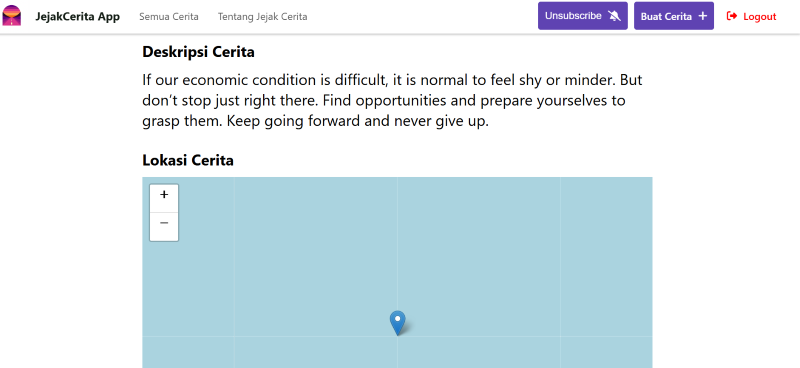 JejakCerita App Semua Cerita Tentang Jejak Cerita Unsubscribe Buat Cerita + Logout
Deskripsi Cerita
If our economic condition is difficult, it is normal to feel shy or minder. But
don't stop just right there. Find opportunities and prepare yourselves to
grasp them. Keep going forward and never give up.
Lokasi Cerita
+
−